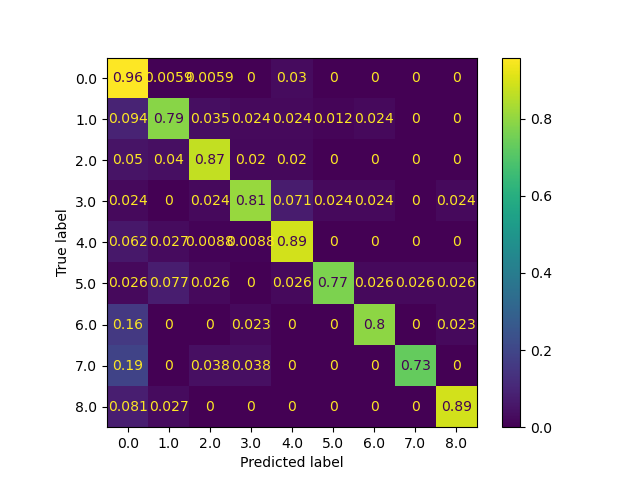 0.0 0.96 0.0059 0.0059 0 0.03 0 0 0 0
1.0 0.094 0.79 0.035 0.024 0.024 0.012 0.024 0 0
2.0 0.05 0.04 0.87 0.02 0.02 0 0 0 0
3.0 0.024 0 0.024 0.81 0.071 0.024 0.024 0 0.024
4.0 0.062 0.027 0.0088 0.0088 0.89 0 0 0 0
5.0 0.026 0.077 0.026 0 0.026 0.77 0.026 0.026 0.026
6.0 0.16 0 0 0.023 0 0 0.8 0 0.023
7.0 0.19 0 0.038 0.038 0 0 0 0.73 0
8.0 0.081 0.027 0 0 0 0 0 0 0.89
0.0 1.0 2.0 3.0 4.0 5.0 6.0 7.0 8.0
Predicted label
True label
0.8
0.6
0.4
0.2
0.0